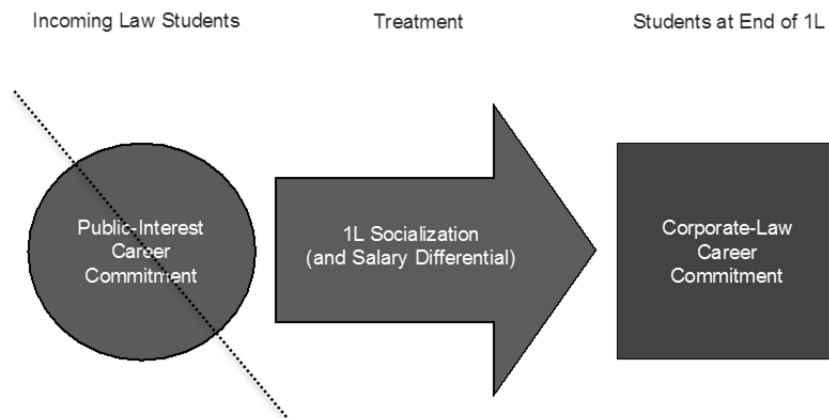 Incoming Law Students
Treatment
Students at End of 1L
Public-Interest
Career
Commitment
1L Socialization
(and Salary Differential)
Corporate-Law
Career
Commitment